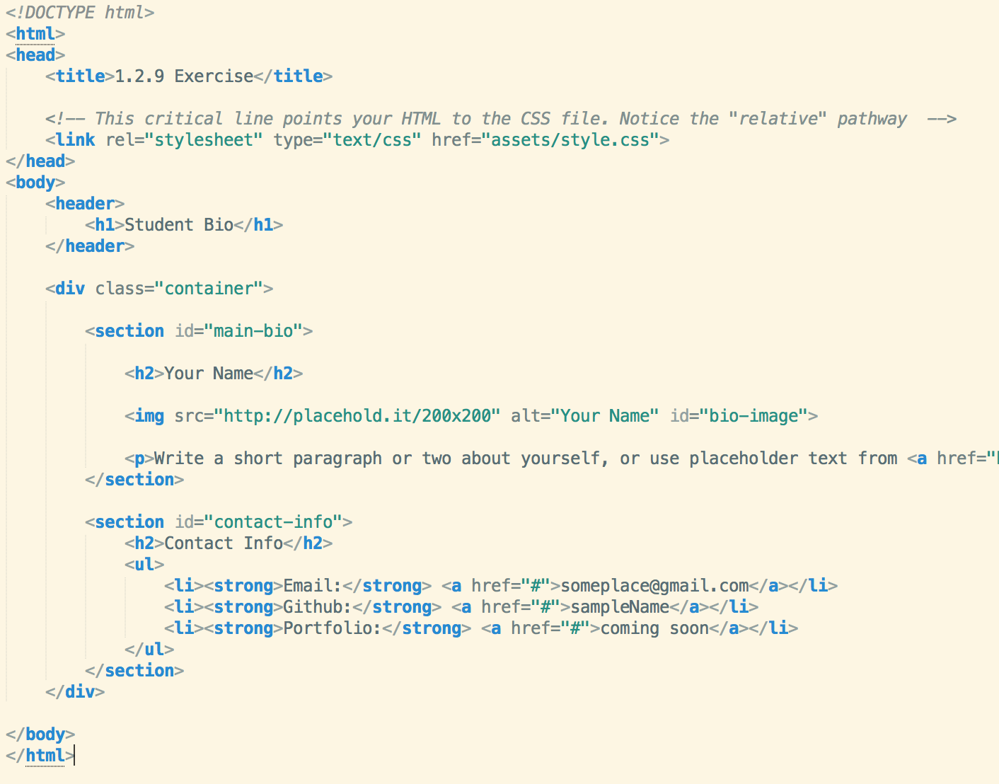 <!DOCTYPE html>
<html>
<head>
    <title>1.2.9 Exercise</title>
    <!-- This critical line points your HTML to the CSS file. Notice the "relative" pathway  -->
    <link rel="stylesheet" type="text/css" href="assets/style.css">
</head>
<body>
    <header>
        <h1>Student Bio</h1>
    </header>
    <div class="container">
        <section id="main-bio">
            <h2>Your Name</h2>
            <img src="http://placehold.it/200x200" alt="Your Name" id="bio-image">
            <p>Write a short paragraph or two about yourself, or use placeholder text from <a href="
        </section>
        <section id="contact-info">
            <h2>Contact Info</h2>
            <ul>
                <li><strong>Email:</strong> <a href="#">someplace@gmail.com</a></li>
                <li><strong>Github:</strong> <a href="#">sampleName</a></li>
                <li><strong>Portfolio:</strong> <a href="#">coming soon</a></li>
            </ul>
        </section>
    </div>
</body>
</html>